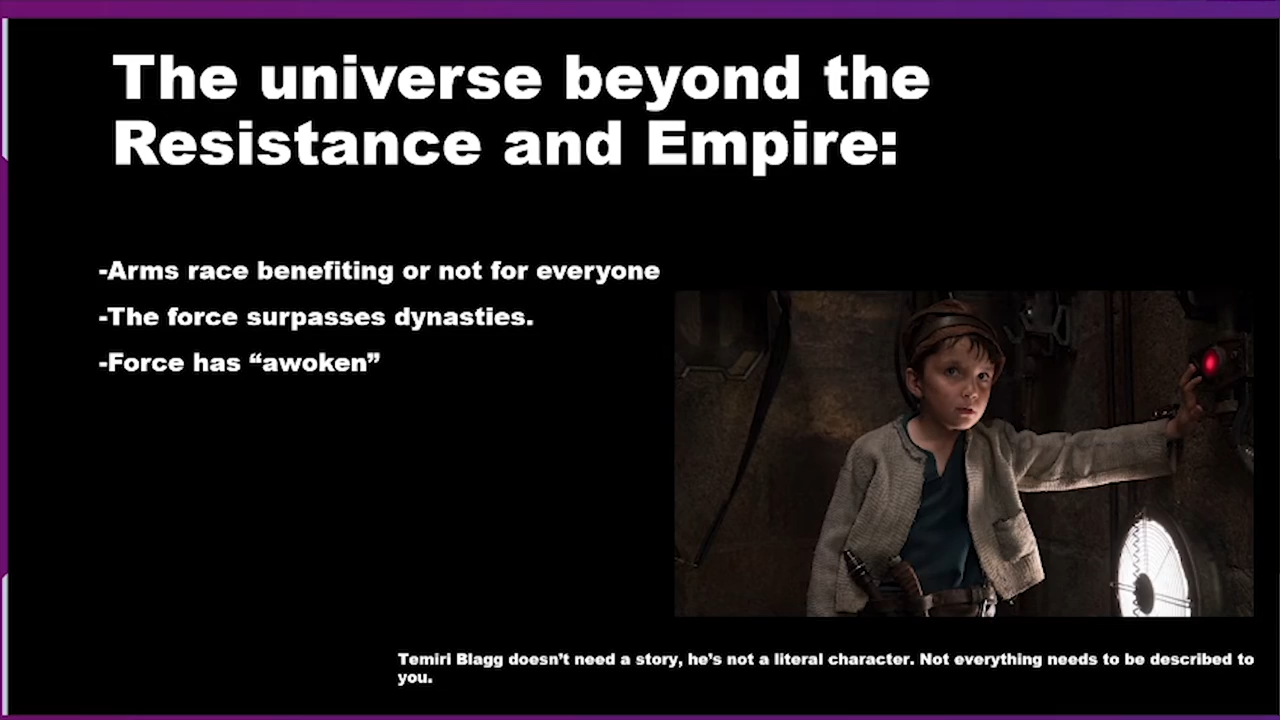 The universe beyond the
Resistance and Empire:
-Arms race benefiting or not for everyone
-The force surpasses dynasties.
-Force has “awoken”
Temiri Blagg doesn’t need a story, he’s not a literal character. Not everything needs to be described to
you.